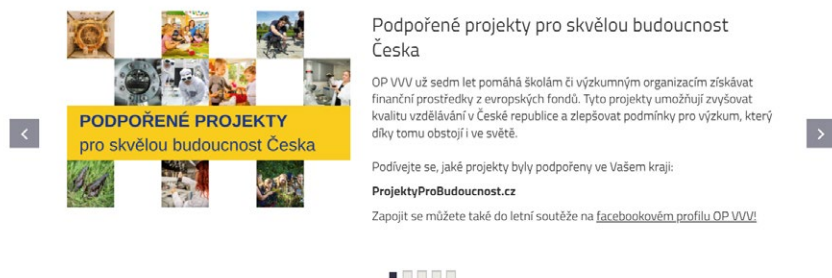 PODPOŘENÉ PROJEKTY
pro skvělou budoucnost Česka
Podpořené projekty pro skvělou budoucnost
Česka
OP VVV už sedm let pomáhá školám či výzkumným organizacím získávat
finanční prostředky z evropských fondů. Tyto projekty umožňují zvyšovat
kvalitu vzdělávání v České republice a zlepšovat podmínky pro výzkum, který
díky tomu obstojí i ve světě.
Podívejte se, jaké projekty byly podpořeny ve Vašem kraji:
ProjektyProBudoucnost.cz
Zapojit se můžete také do letní soutěže na facebookovém profilu OP VVV!